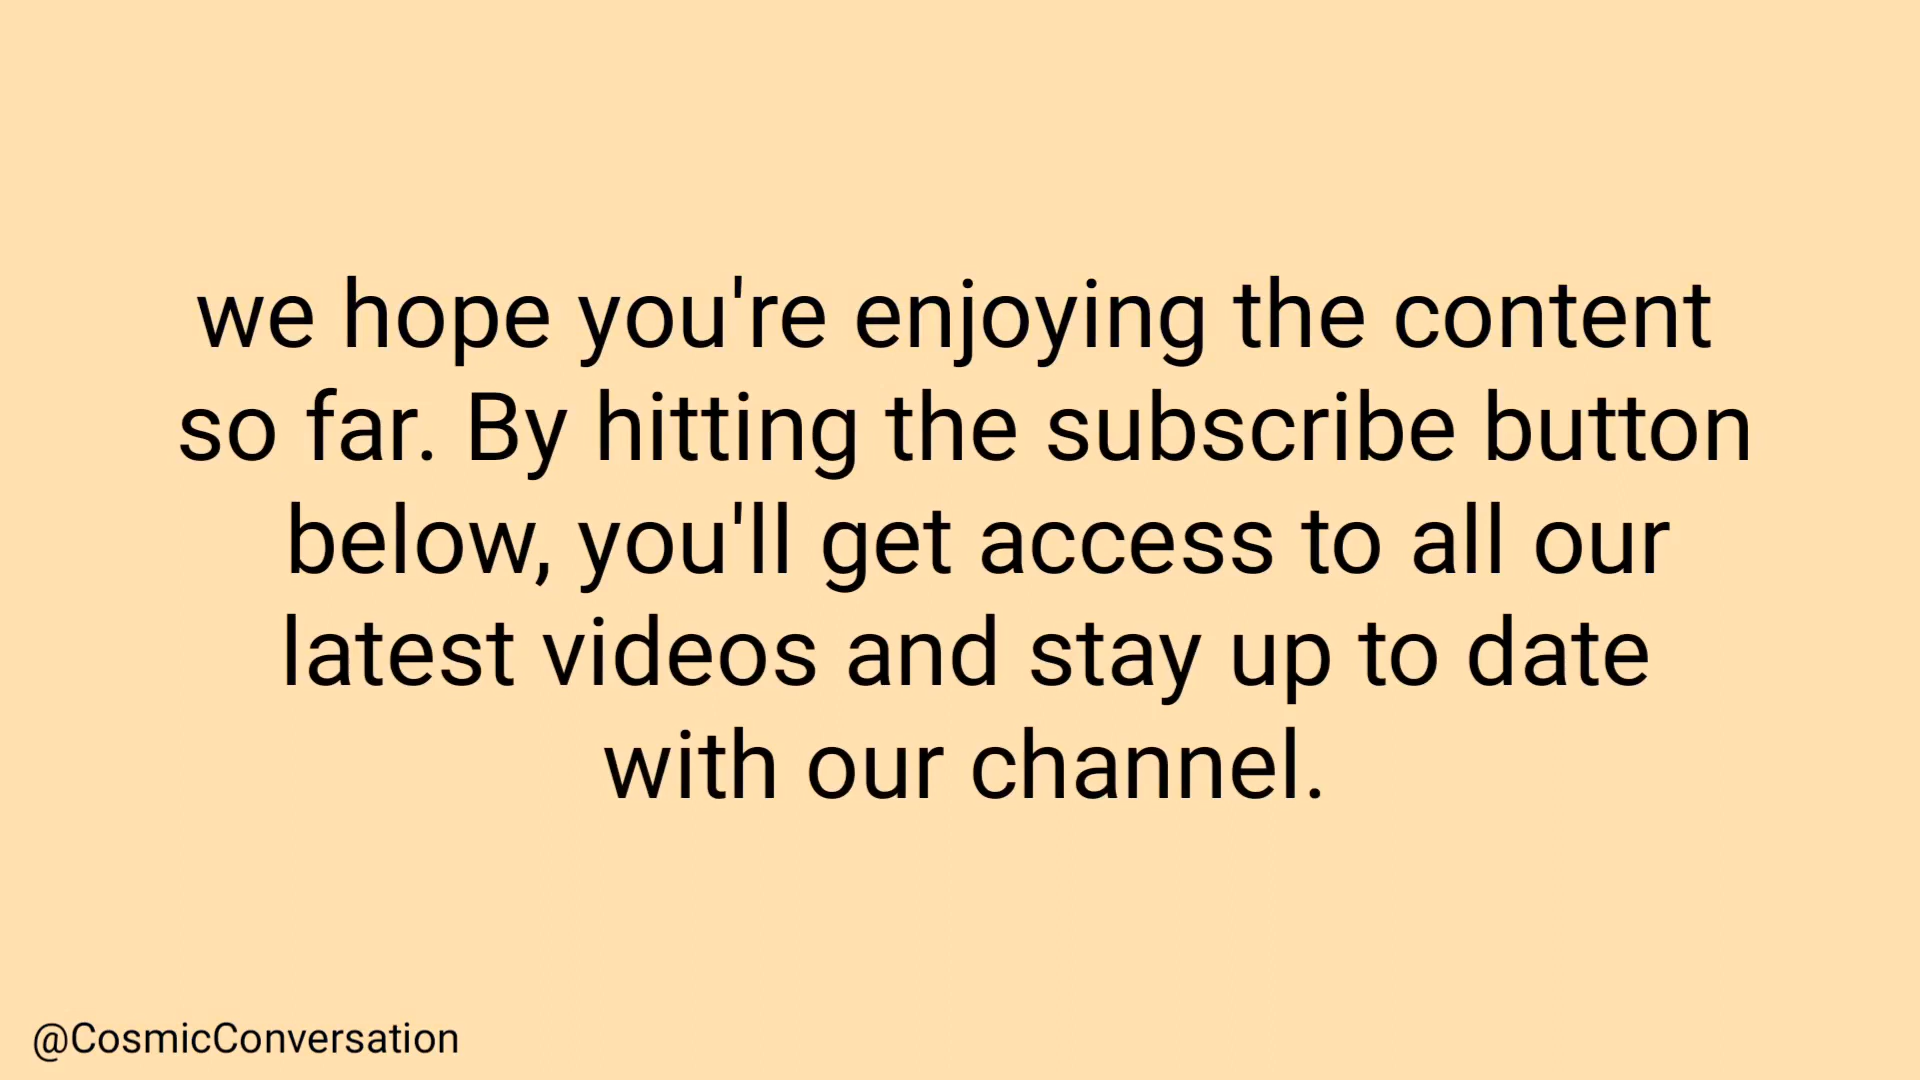 we hope you're enjoying the content
so far. By hitting the subscribe button
below, you'll get access to all our
latest videos and stay up to date
with our channel.
@CosmicConversation